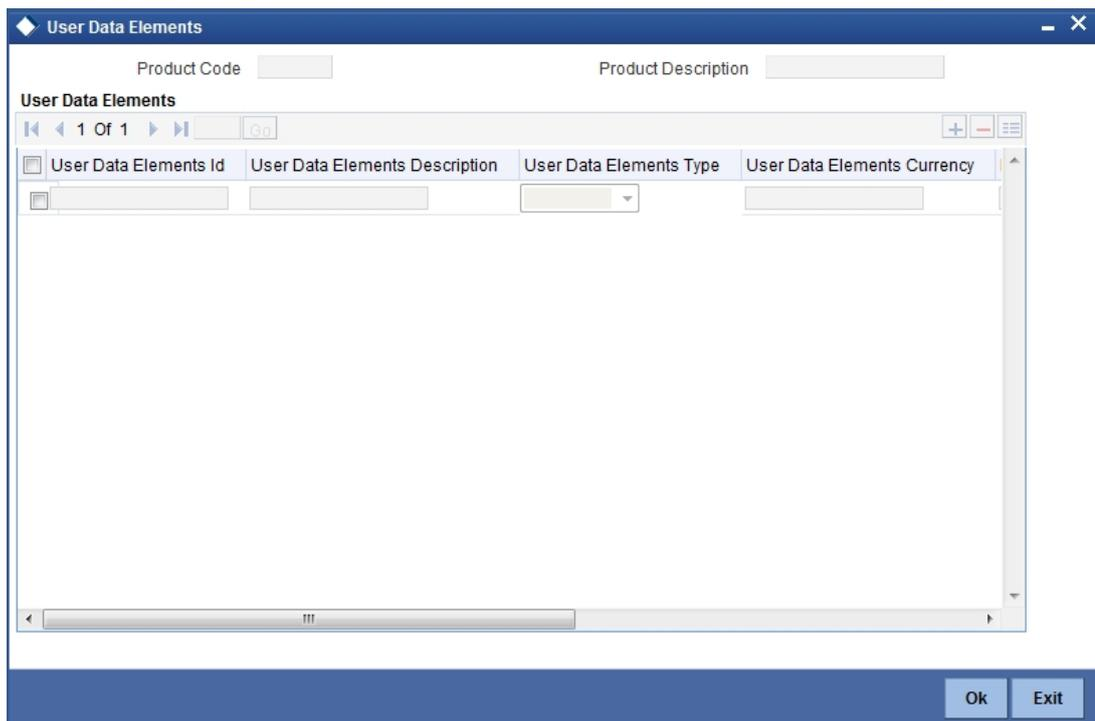 User Data Elements
Product Code
Product Description
User Data Elements
1 Of 1
Go
User Data Elements Id User Data Elements Description User Data Elements Type User Data Elements Currency
Ok Exit